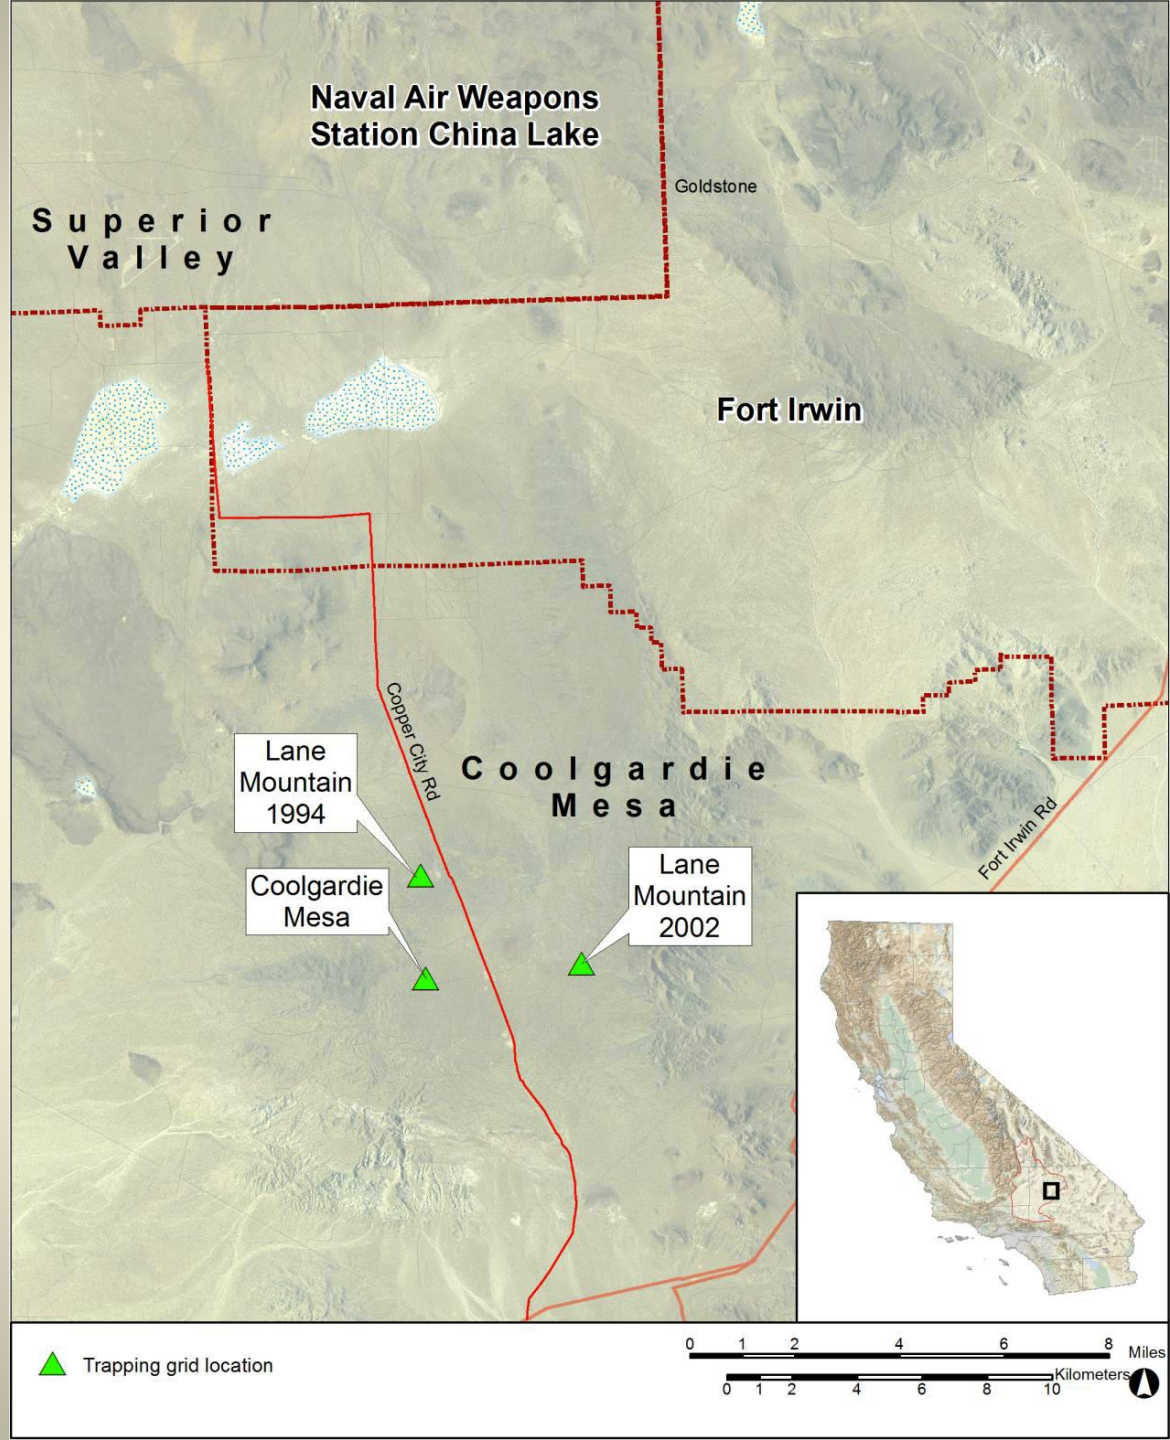 Naval Air Weapons
Station China Lake
Goldstone
Superior
Valley
Fort Irwin
Copper City Rd
Lane
Mountain
1994
Coolgardie
Mesa
Coolgardie
Mesa
Lane
Mountain
2002
Fort Irwin Rd
Trapping grid location
0 1 2 4 6 8
Miles
Kilometers
0 1 2 4 6 8 10